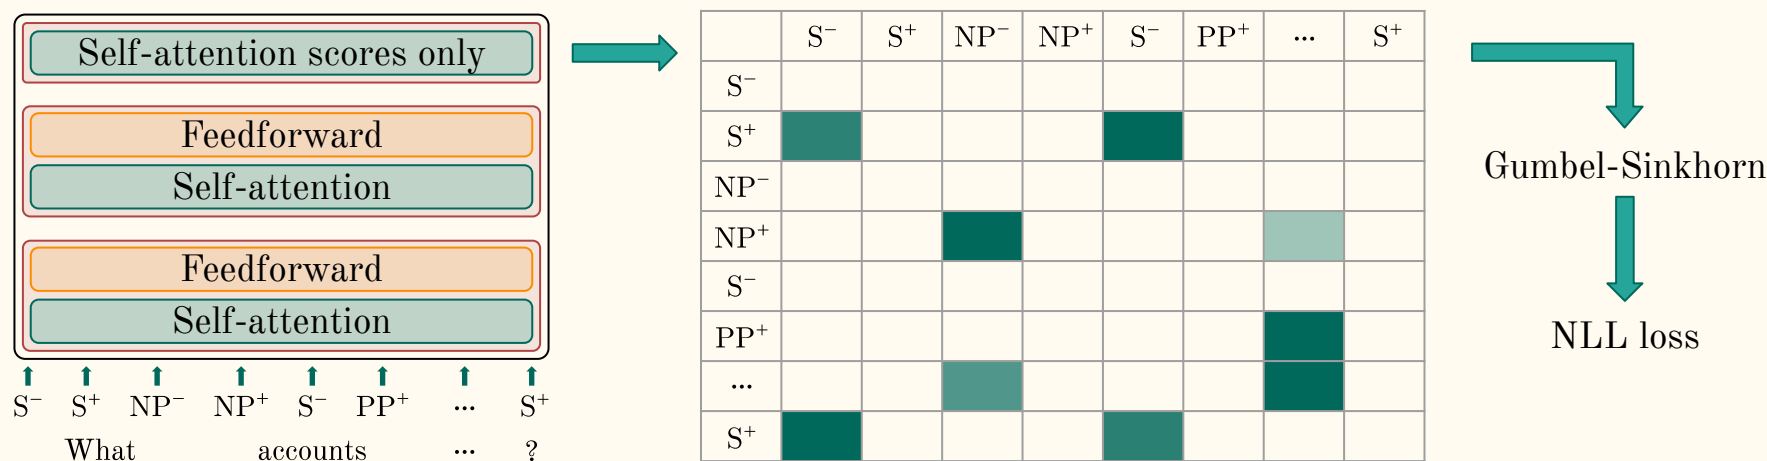 Self-attention scores only
Feedforward
Self-attention
Feedforward
Self-attention
S⁻ S⁺ NP⁻ NP⁺ S⁻ PP⁺ ... S⁺
What accounts ... ?
S⁻ S⁺ NP⁻ NP⁺ S⁻ PP⁺ ... S⁺
S⁻
S⁺
NP⁻
NP⁺
S⁻
PP⁺
...
S⁺
Gumbel-Sinkhorn
NLL loss